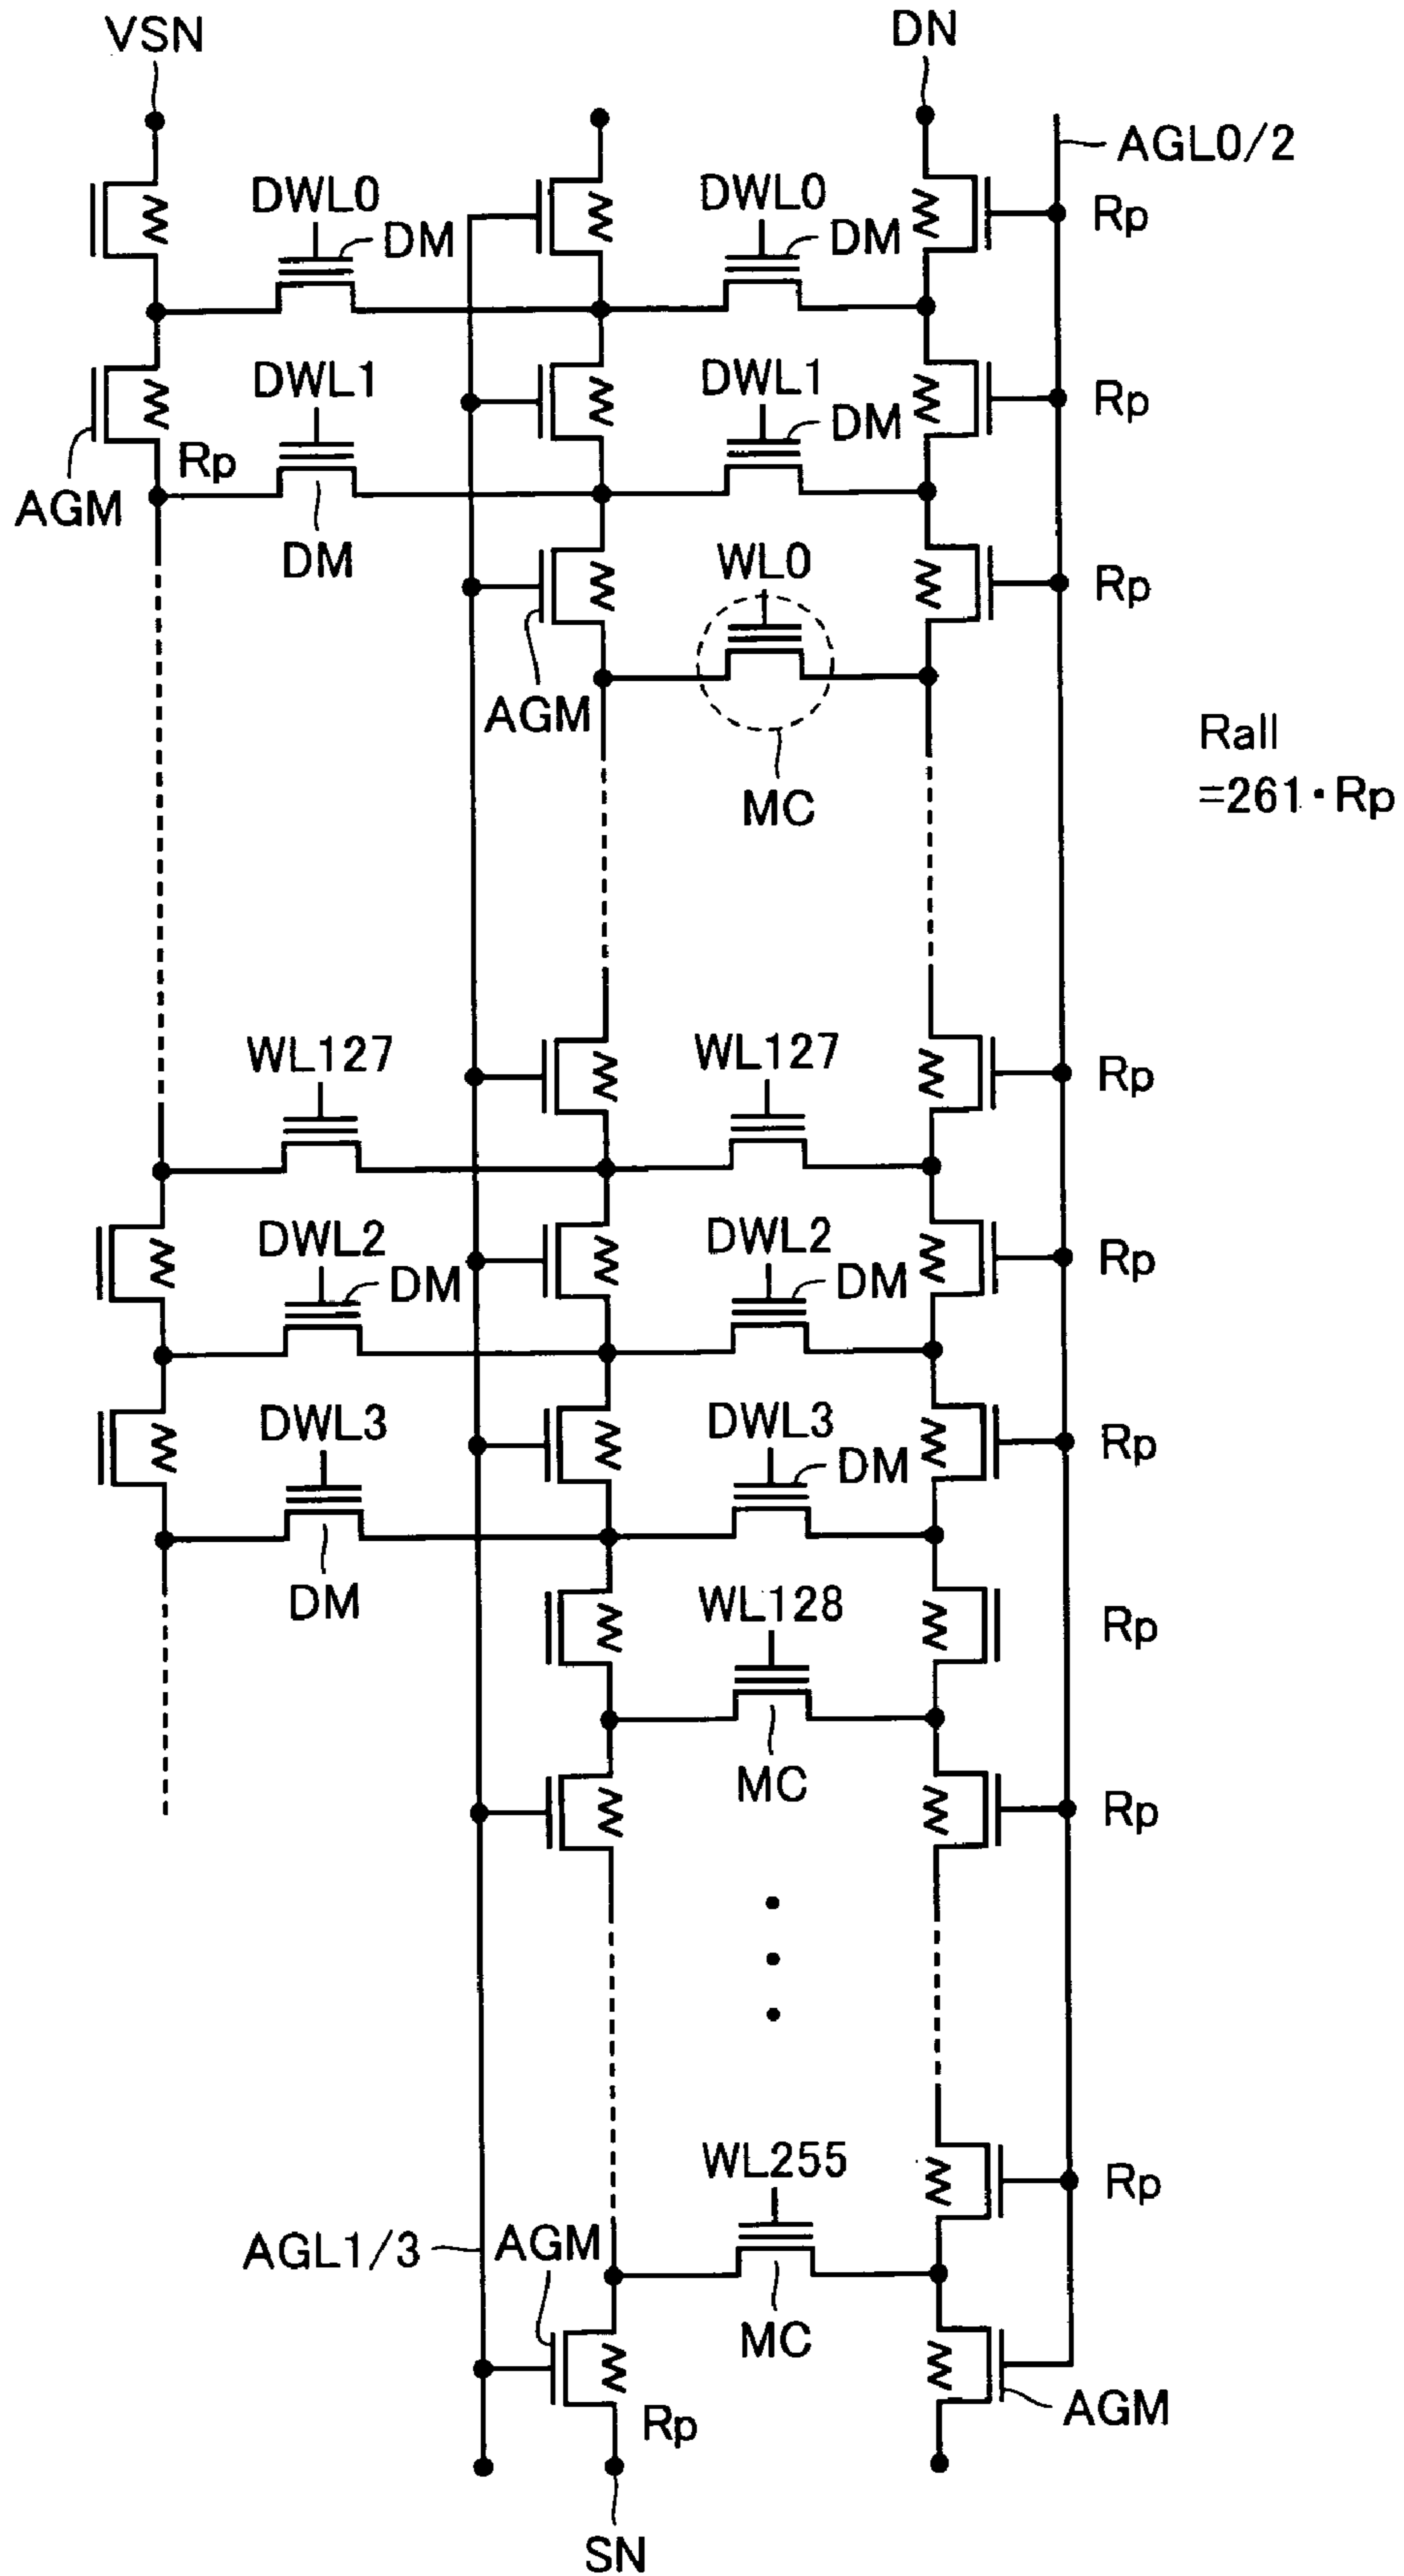 VSN
DN
AGL0/2
DWL0
DM
DWL0
DM
Rp
DWL1
DWL1
DM
Rp
Rp
AGM
DM
WL0
Rp
AGM
MC
Rall
=261・Rp
WL127
WL127
Rp
DWL2
DM
DWL2
DM
Rp
DWL3
DWL3
DM
Rp
DM
WL128
Rp
MC
Rp
WL255
Rp
AGL1/3
AGM
MC
AGM
Rp
SN